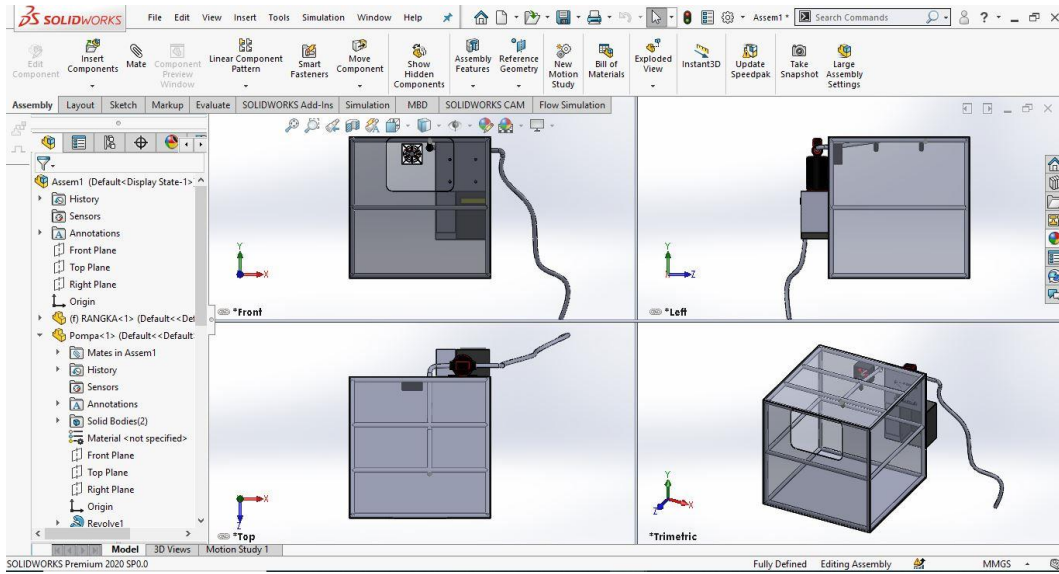 SOLIDWORKS File Edit View Insert Tools Simulation Window Help Assem1 * Search Commands ?
Edit Component
Insert Components
Mate
Component Preview Window
Linear Component Pattern
Smart Fasteners
Move Component
Show Hidden Components
Assembly Features
Reference Geometry
New Motion Study
Bill of Materials
Exploded View
Instant3D
Update Speedpak
Take Snapshot
Large Assembly Settings
Assembly Layout Sketch Markup Evaluate SOLIDWORKS Add-Ins Simulation MBD SOLIDWORKS CAM Flow Simulation
Assem1 (Default<Display State-1>
History
Sensors
Annotations
Front Plane
Top Plane
Right Plane
Origin
(f) RANGKA<1> (Default<<Def
Pompa<1> (Default<<Default
Mates in Assem1
History
Sensors
Annotations
Solid Bodies(2)
Material <not specified>
Front Plane
Top Plane
Right Plane
Origin
Revolve1
Y
X
*Front
Y
Z
*Left
X
Z
*Top
Y
X
Z
*Trimetric
Model 3D Views Motion Study 1
SOLIDWORKS Premium 2020 SP0.0 Fully Defined Editing Assembly MMGS